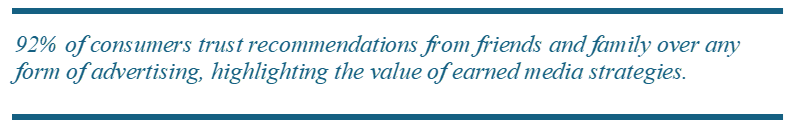 92% of consumers trust recommendations from friends and family over any
form of advertising, highlighting the value of earned media strategies.